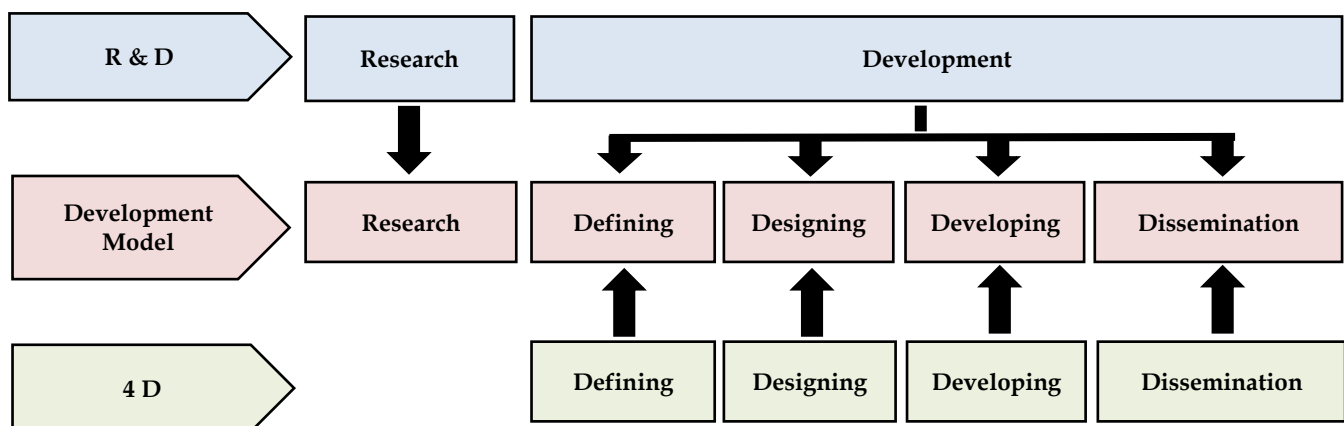 R & D
Research
Development
Development
Model
Research
Defining
Designing
Developing
Dissemination
4 D
Defining
Designing
Developing
Dissemination